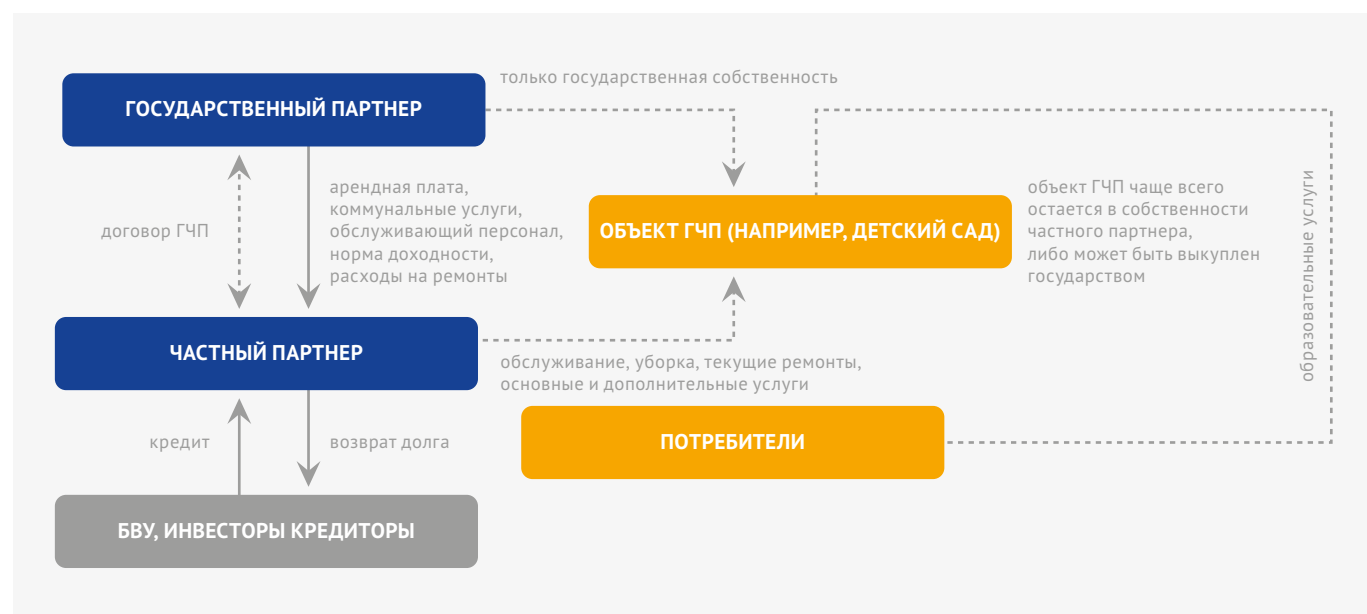 только государственная собственность
ГОСУДАРСТВЕННЫЙ ПАРТНЕР
договор ГЧП
арендная плата,
коммунальные услуги,
обслуживающий персонал,
норма доходности,
расходы на ремонты
ОБЪЕКТ ГЧП (НАПРИМЕР, ДЕТСКИЙ САД)
объект ГЧП чаще всего
остается в собственности
частного партнера,
либо может быть выкуплен
государством
образовательные услуги
ЧАСТНЫЙ ПАРТНЕР
обслуживание, уборка, текущие ремонты,
основные и дополнительные услуги
кредит
возврат долга
ПОТРЕБИТЕЛИ
БВУ, ИНВЕСТОРЫ КРЕДИТОРЫ